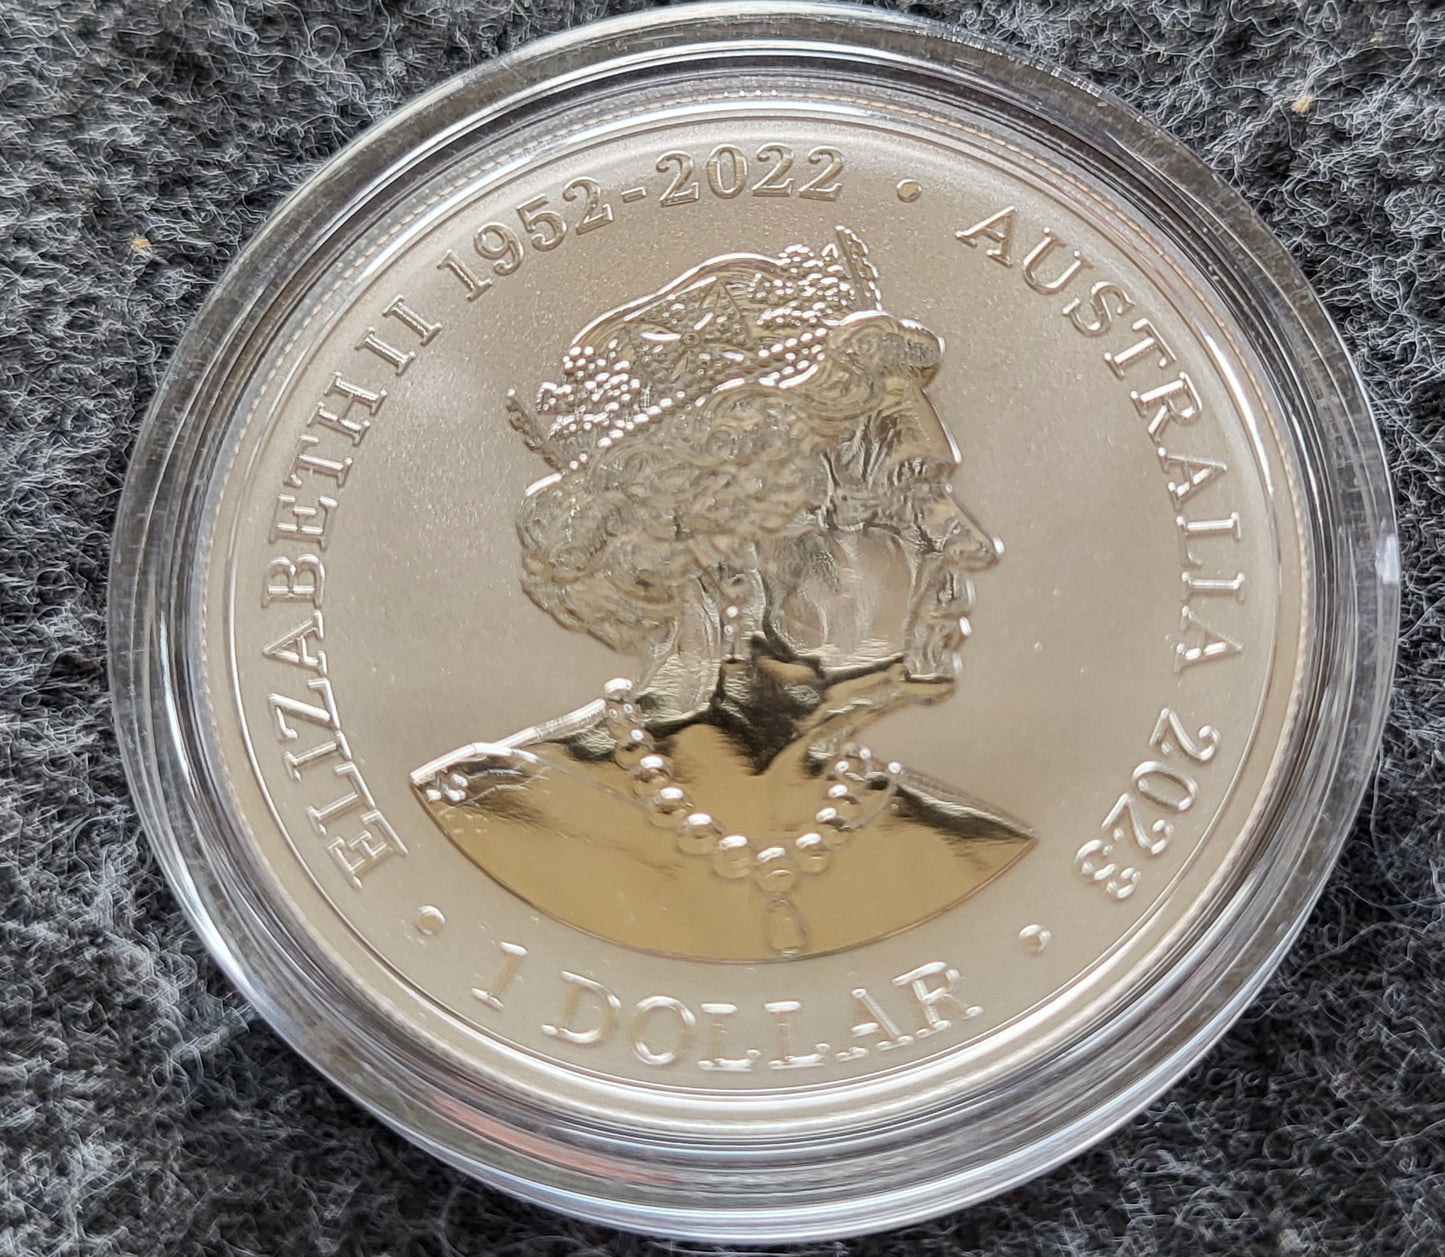 ELIZABETH II 1952-2022 • AUSTRALIA 2023
• 1 DOLLAR •